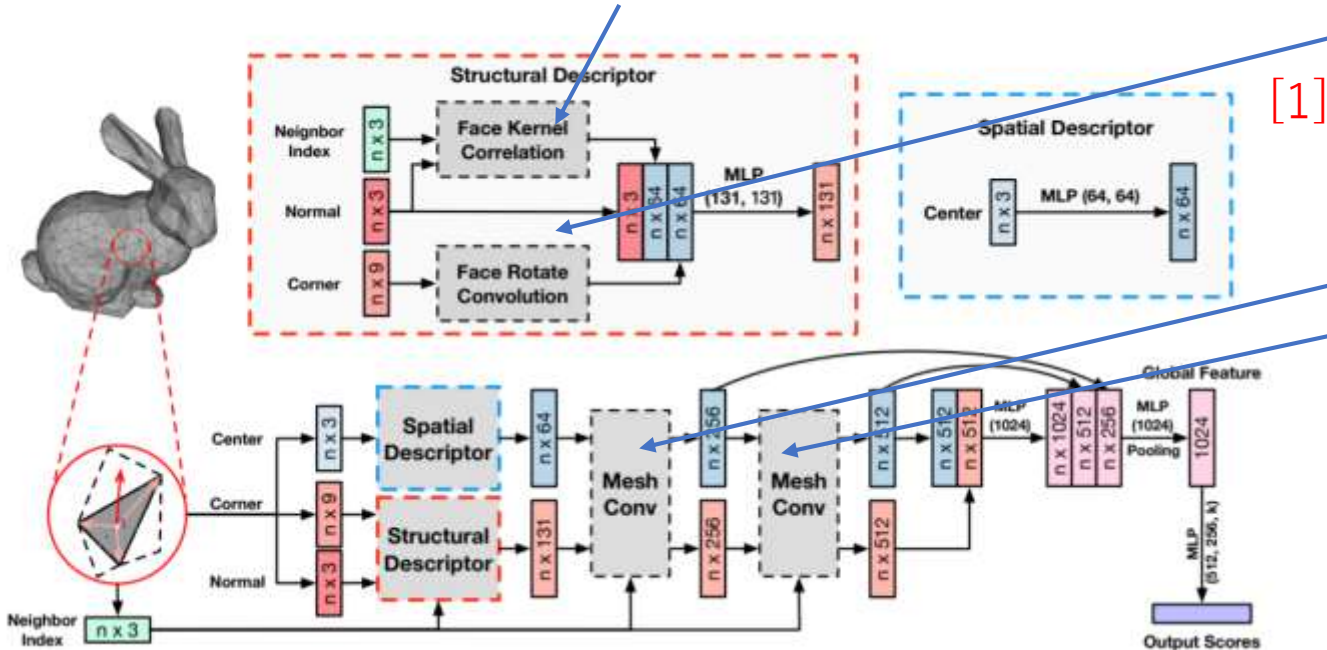 Structural Descriptor
[1]
Neignbor
Index
n x 3
Face Kernel
Correlation
Normal
n x 3
Corner
n x 9
Face Rotate
Convolution
n x 3
n x 64
n x 64
MLP
(131, 131)
n x 131
Spatial Descriptor
Center
n x 3
MLP (64, 64)
n x 64
Center
n x 3
Spatial
Descriptor
n x 64
Corner
n x 9
Normal
n x 3
Structural
Descriptor
n x 131
Neighbor
Index
n x 3
Mesh
Conv
n x 256
n x 256
Mesh
Conv
n x 512
n x 512
n x 512
n x 512
MLP
(1024)
n x 1024
n x 512
n x 256
MLP
(1024)
Pooling
Global Feature
1024
MLP
(512, 256, k)
Output Scores